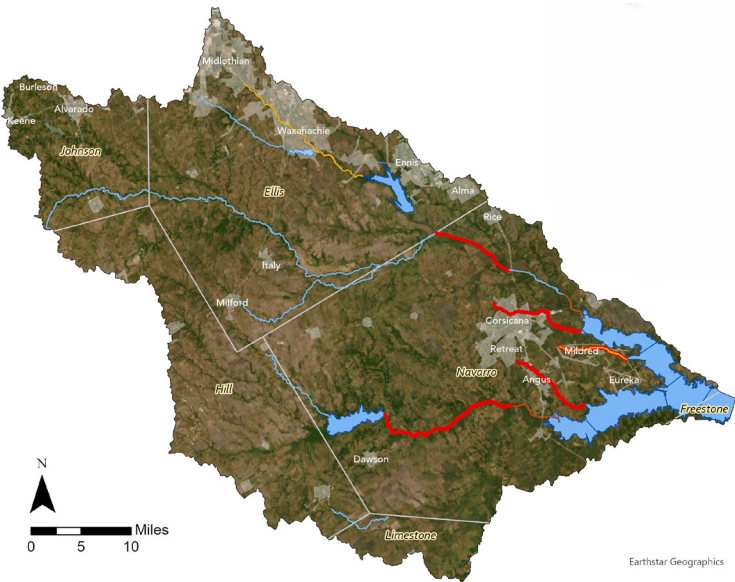 Midlothian
Burleson
Alvarado
Keene
Waxahachie
Johnson
Ennis
Ellis
Alma
Rice
Italy
Milford
Corsicana
Retreat
Mildred
Navarro
Angus
Eureka
Hill
Freestone
Dawson
N
Miles
0 5 10
Limestone
Earthstar Geographics